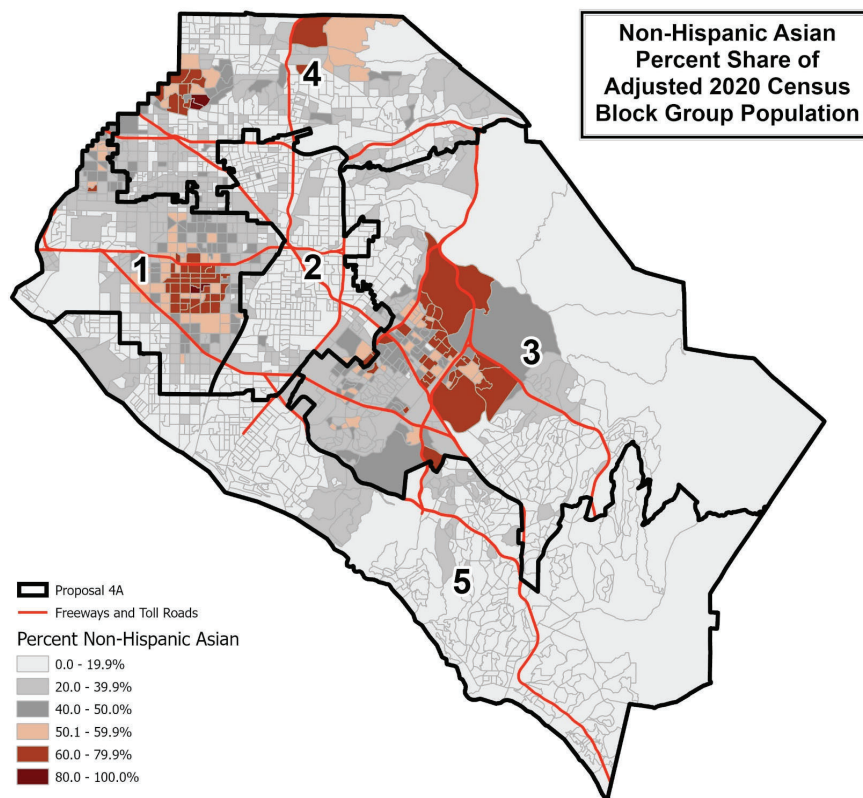 Non-Hispanic Asian
Percent Share of
Adjusted 2020 Census
Block Group Population
4
1
2
3
5
Proposal 4A
Freeways and Toll Roads
Percent Non-Hispanic Asian
0.0 - 19.9%
20.0 - 39.9%
40.0 - 50.0%
50.1 - 59.9%
60.0 - 79.9%
80.0 - 100.0%